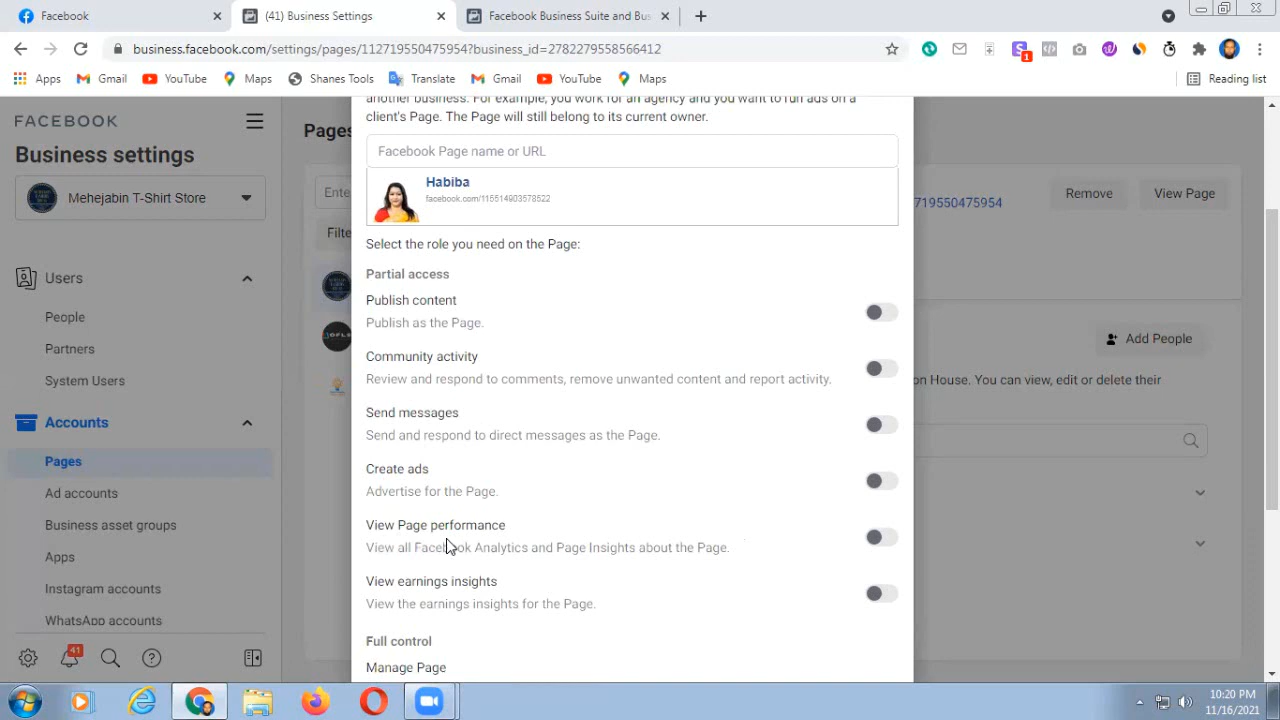 Facebook
(41) Business Settings
Facebook Business Suite and Bus
business.facebook.com/settings/pages/112719550475954?business_id=2782279558566412
S
1
Apps
Gmail
YouTube
Maps
Shanes Tools
Translate
Gmail
YouTube
Maps
Reading list
FACEBOOK
Business settings
Mehejabin T-Shirt Store
Users
People
Partners
System Users
Accounts
Pages
Ad accounts
Business asset groups
Apps
Instagram accounts
WhatsApp accounts
41
Pages
Enter
Filte
another business. For example, you work for an agency and you want to run ads on a
client's Page. The Page will still belong to its current owner.
Facebook Page name or URL
Habiba
facebook.com/115514903578522
Select the role you need on the Page:
Partial access
Publish content
Publish as the Page.
Community activity
Review and respond to comments, remove unwanted content and report activity.
Send messages
Send and respond to direct messages as the Page.
Create ads
Advertise for the Page.
View Page performance
View all Facebook Analytics and Page Insights about the Page.
View earnings insights
View the earnings insights for the Page.
Full control
Manage Page
719550475954
Remove
View Page
Add People
on House. You can view, edit or delete their
10:20 PM
11/16/2021